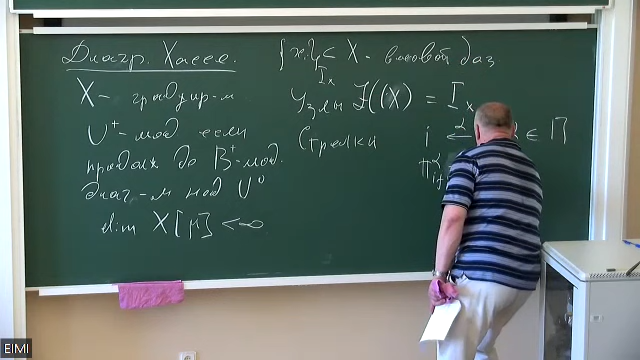 Диагр. Хассе.
X - градуир-м
U⁺-мод если
продолж до B⁺-мод.
диаг-м над U⁰
dim X[μ] < ∞
{x_i}_{I_X} ⊂ X - весовой баз.
Узлы (X) = I_X
Стрелки
i ← α ∈ Π
EIMI